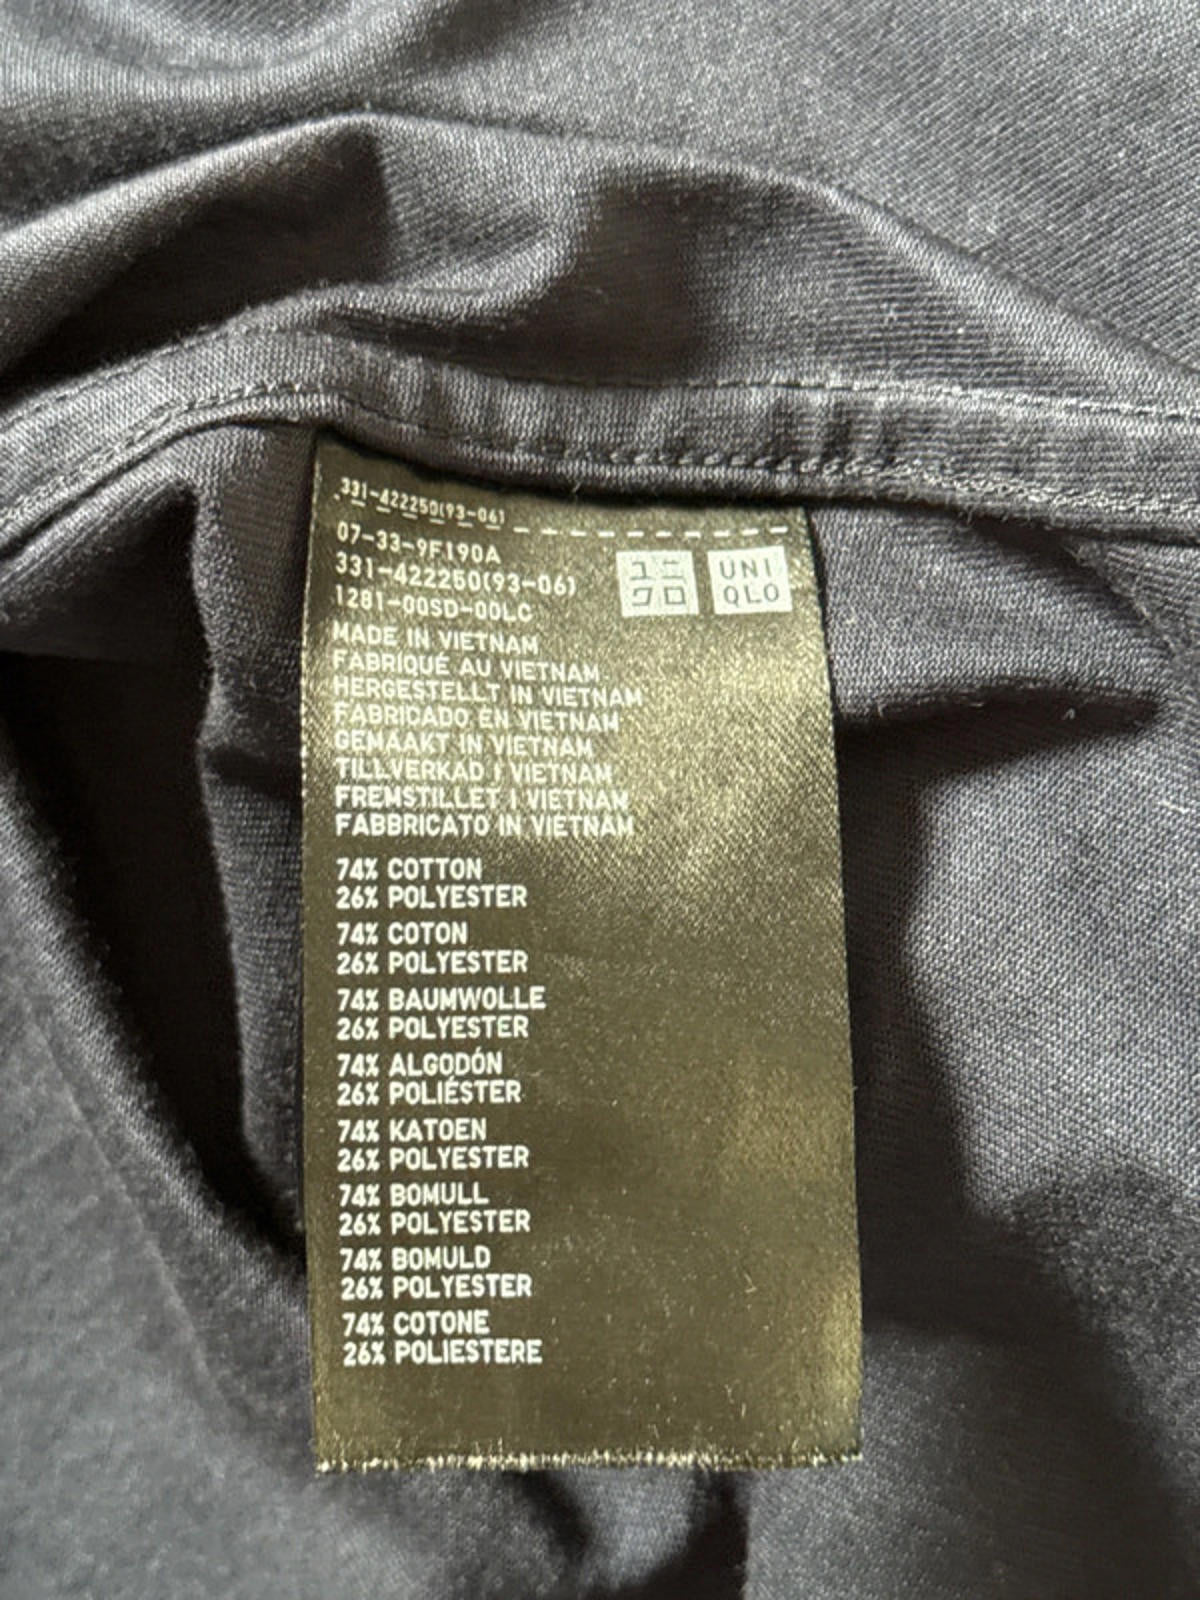 331-422250(93-06)
07-33-9F190A
331-422250(93-06)
1281-00SD-00LC
ユニ
クロ
UNI
QLO
MADE IN VIETNAM
FABRIQUÉ AU VIETNAM
HERGESTELLT IN VIETNAM
FABRICADO EN VIETNAM
GEMAAKT IN VIETNAM
TILLVERKAD I VIETNAM
FREMSTILLET I VIETNAM
FABBRICATO IN VIETNAM
74% COTTON
26% POLYESTER
74% COTON
26% POLYESTER
74% BAUMWOLLE
26% POLYESTER
74% ALGODÓN
26% POLIÉSTER
74% KATOEN
26% POLYESTER
74% BOMULL
26% POLYESTER
74% BOMULD
26% POLYESTER
74% COTONE
26% POLIESTERE